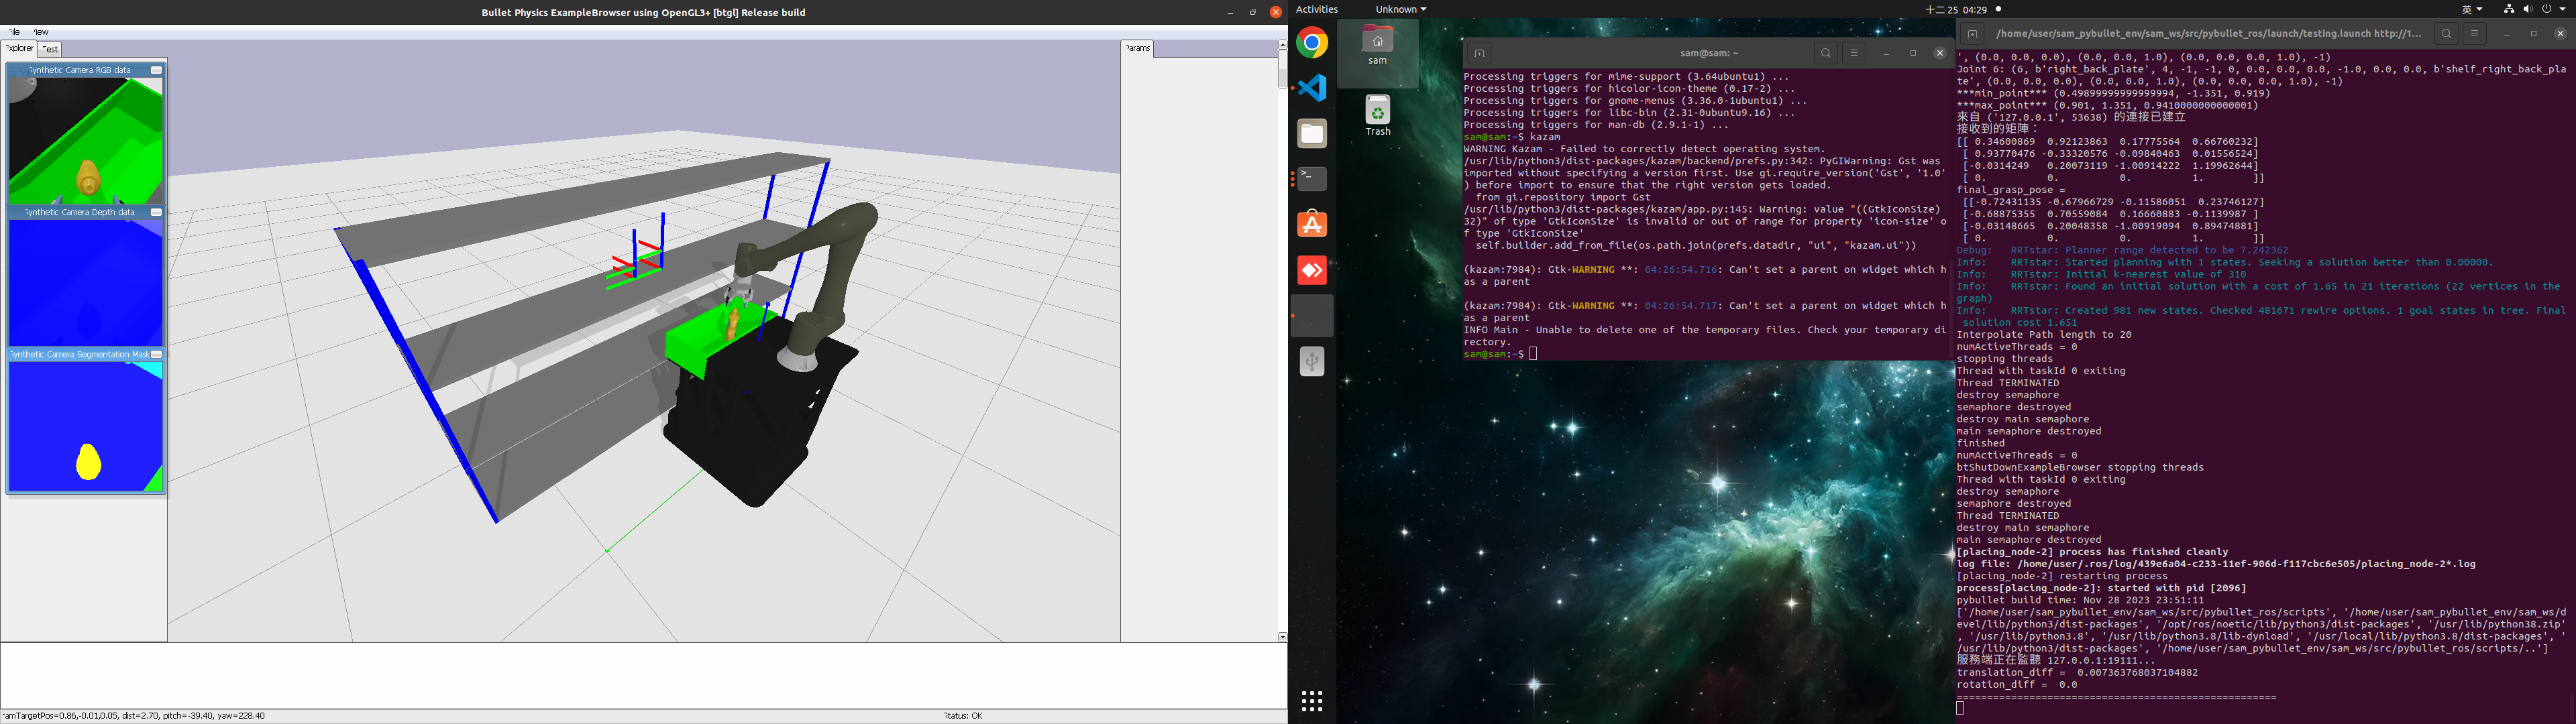 Bullet Physics ExampleBrowser using OpenGL3+ [btgl] Release build
File View
Explorer Test
Params
Synthetic Camera RGB data
Synthetic Camera Depth data
Synthetic Camera Segmentation Mask
camTargetPos=0.86,-0.01,0.05, dist=2.70, pitch=-39.40, yaw=228.40
Status: OK
Activities
Unknown
十二 25 04:29
英
sam
Trash
sam@sam: ~
Processing triggers for mime-support (3.64ubuntu1) ...
Processing triggers for hicolor-icon-theme (0.17-2) ...
Processing triggers for gnome-menus (3.36.0-1ubuntu1) ...
Processing triggers for libc-bin (2.31-0ubuntu9.16) ...
Processing triggers for man-db (2.9.1-1) ...
sam@sam:~$ kazam
WARNING Kazam - Failed to correctly detect operating system.
/usr/lib/python3/dist-packages/kazam/backend/prefs.py:342: PyGIWarning: Gst was
imported without specifying a version first. Use gi.require_version('Gst', '1.0'
) before import to ensure that the right version gets loaded.
from gi.repository import Gst
/usr/lib/python3/dist-packages/kazam/app.py:145: Warning: value "((GtkIconSize)
32)" of type 'GtkIconSize' is invalid or out of range for property 'icon-size' o
f type 'GtkIconSize'
self.builder.add_from_file(os.path.join(prefs.datadir, "ui", "kazam.ui"))
(kazam:7984): Gtk-WARNING **: 04:26:54.716: Can't set a parent on widget which h
as a parent
(kazam:7984): Gtk-WARNING **: 04:26:54.717: Can't set a parent on widget which h
as a parent
INFO Main - Unable to delete one of the temporary files. Check your temporary di
rectory.
sam@sam:~$
/home/user/sam_pybullet_env/sam_ws/src/pybullet_ros/launch/testing.launch http://1...
', (0.0, 0.0, 0.0), (0.0, 0.0, 1.0), (0.0, 0.0, 0.0, 1.0), -1)
Joint 6: (6, b'right_back_plate', 4, -1, -1, 0, 0.0, 0.0, 0.0, -1.0, 0.0, 0.0, b'shelf_right_back_pla
te', (0.0, 0.0, 0.0), (0.0, 0.0, 1.0), (0.0, 0.0, 0.0, 1.0), -1)
***min_point*** (0.49899999999999994, -1.351, 0.919)
***max_point*** (0.901, 1.351, 0.9410000000000001)
來自 ('127.0.0.1', 53638) 的連接已建立
接收到的矩陣：
[[ 0.34600869 0.92123863 0.17775564 0.66760232]
[ 0.93770476 -0.33320576 -0.09840463 0.01556524]
[-0.0314249 0.20073119 -1.00914222 1.19962644]
[ 0. 0. 0. 1. ]]
final_grasp_pose =
[[-0.72431135 -0.67966729 -0.11586051 0.23746127]
[-0.68875355 0.70559084 0.16660883 -0.1139987 ]
[-0.03148665 0.20048358 -1.00919094 0.89474881]
[ 0. 0. 0. 1. ]]
Debug: RRTstar: Planner range detected to be 7.242362
Info: RRTstar: Started planning with 1 states. Seeking a solution better than 0.00000.
Info: RRTstar: Initial k-nearest value of 310
Info: RRTstar: Found an initial solution with a cost of 1.65 in 21 iterations (22 vertices in the
graph)
Info: RRTstar: Created 981 new states. Checked 481671 rewire options. 1 goal states in tree. Final
solution cost 1.651
Interpolate Path length to 20
numActiveThreads = 0
stopping threads
Thread with taskId 0 exiting
Thread TERMINATED
destroy semaphore
semaphore destroyed
destroy main semaphore
main semaphore destroyed
finished
numActiveThreads = 0
btShutDownExampleBrowser stopping threads
Thread with taskId 0 exiting
destroy semaphore
semaphore destroyed
Thread TERMINATED
destroy main semaphore
main semaphore destroyed
[placing_node-2] process has finished cleanly
log file: /home/user/.ros/log/439e6a04-c233-11ef-906d-f117cbc6e505/placing_node-2*.log
[placing_node-2] restarting process
process[placing_node-2]: started with pid [2096]
pybullet build time: Nov 28 2023 23:51:11
['/home/user/sam_pybullet_env/sam_ws/src/pybullet_ros/scripts', '/home/user/sam_pybullet_env/sam_ws/d
evel/lib/python3/dist-packages', '/opt/ros/noetic/lib/python3/dist-packages', '/usr/lib/python38.zip'
, '/usr/lib/python3.8', '/usr/lib/python3.8/lib-dynload', '/usr/local/lib/python3.8/dist-packages', '
/usr/lib/python3/dist-packages', '/home/user/sam_pybullet_env/sam_ws/src/pybullet_ros/scripts/..']
服務端正在監聽 127.0.0.1:19111...
translation_diff = 0.007363768037104882
rotation_diff = 0.0
=====================================================